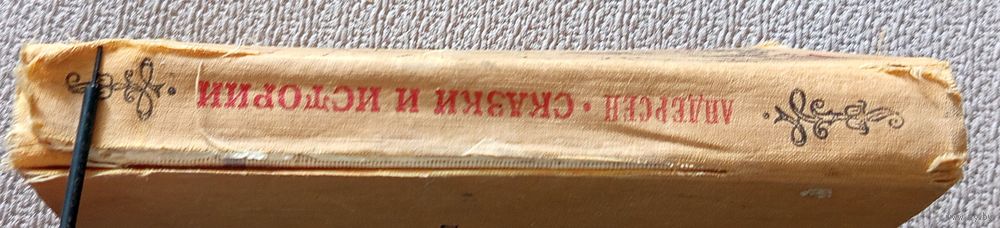 АНДЕРСЕН · СКАЗКИ И ИСТОРИИ